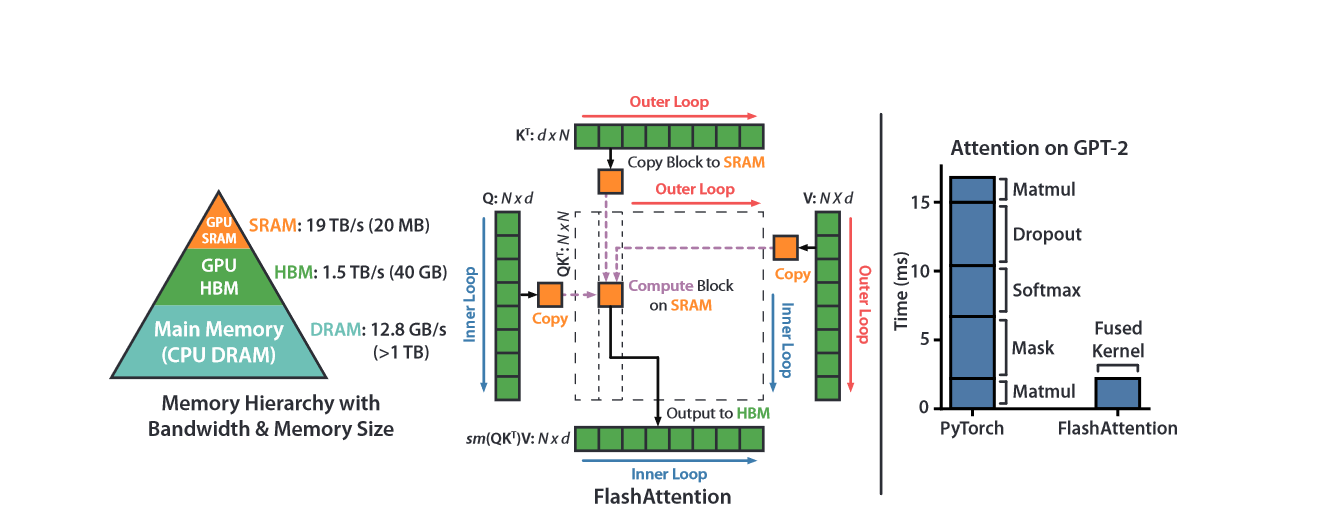 GPU
SRAM
SRAM: 19 TB/s (20 MB)
GPU
HBM
HBM: 1.5 TB/s (40 GB)
Main Memory
(CPU DRAM)
DRAM: 12.8 GB/s
(>1 TB)
Memory Hierarchy with
Bandwidth & Memory Size
Outer Loop
Kᵀ: d x N
Copy Block to SRAM
Outer Loop
Q: N x d
V: N X d
QKᵀ: N x N
Inner Loop
Copy
Compute Block
on SRAM
Copy
Inner Loop
Outer Loop
Output to HBM
sm(QKᵀ)V: N x d
Inner Loop
FlashAttention
Attention on GPT-2
Time (ms)
15
10
5
0
Matmul
Dropout
Softmax
Mask
Matmul
Fused
Kernel
PyTorch
FlashAttention